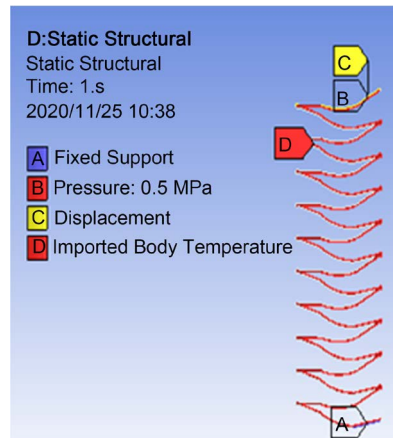 D:Static Structural
Static Structural
Time: 1.s
2020/11/25 10:38
A Fixed Support
B Pressure: 0.5 MPa
C Displacement
D Imported Body Temperature
C
B
D
A